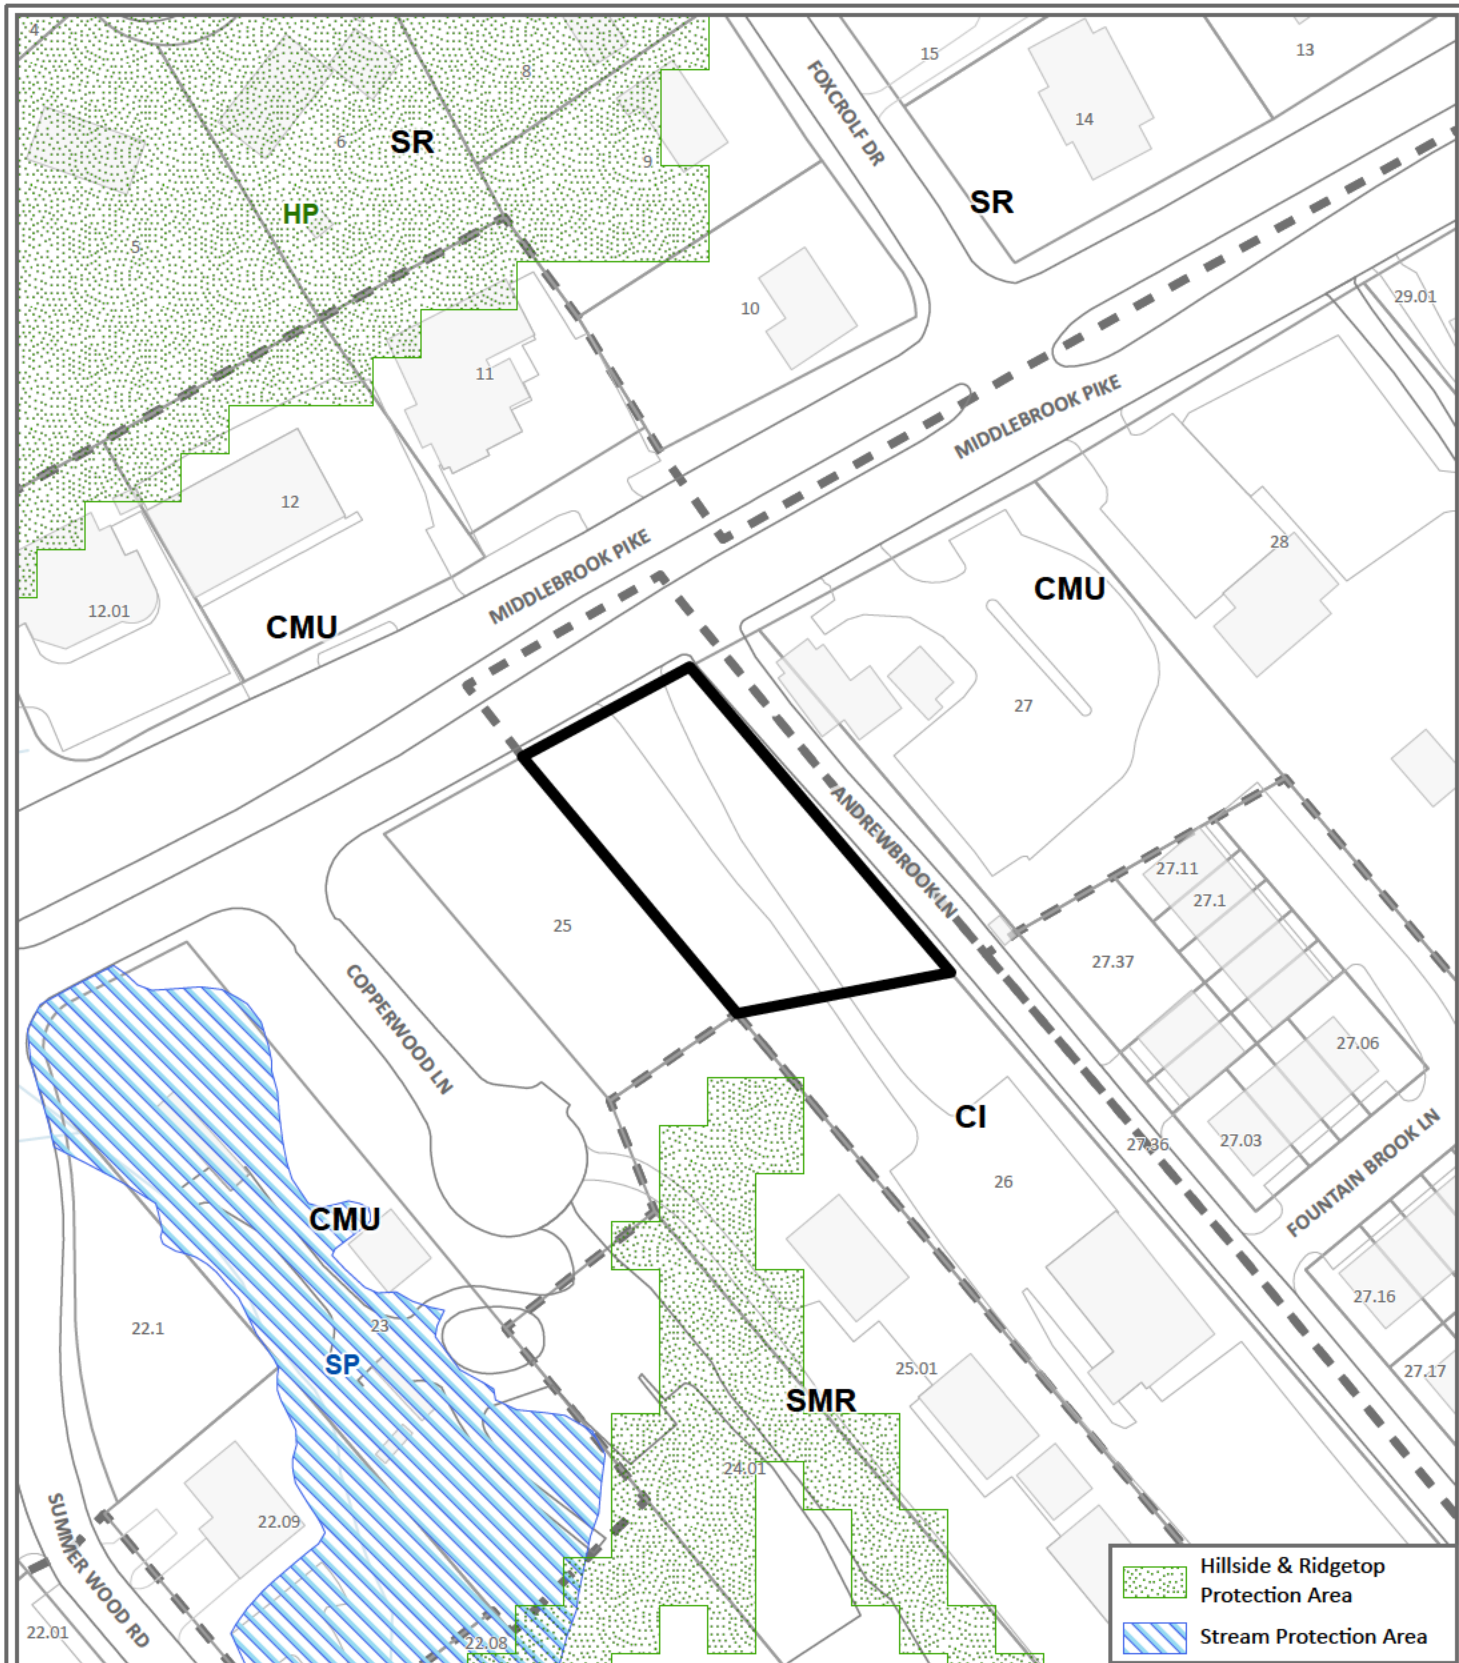 4
15
13
8
FOXCROLF DR
14
6
SR
9
SR
HP
5
29.01
10
11
MIDDLEBROOK PIKE
12
28
MIDDLEBROOK PIKE
CMU
12.01
CMU
27
ANDREWBROOK LN
27.11
27.1
25
27.37
COPPERWOOD LN
27.06
CI
27.36
27.03
26
FOUNTAIN BROOK LN
CMU
27.16
22.1
23
SP
25.01
27.17
SMR
24.01
22.09
SUMMER WOOD RD
22.01
22.08
Hillside & Ridgetop
Protection Area
Stream Protection Area